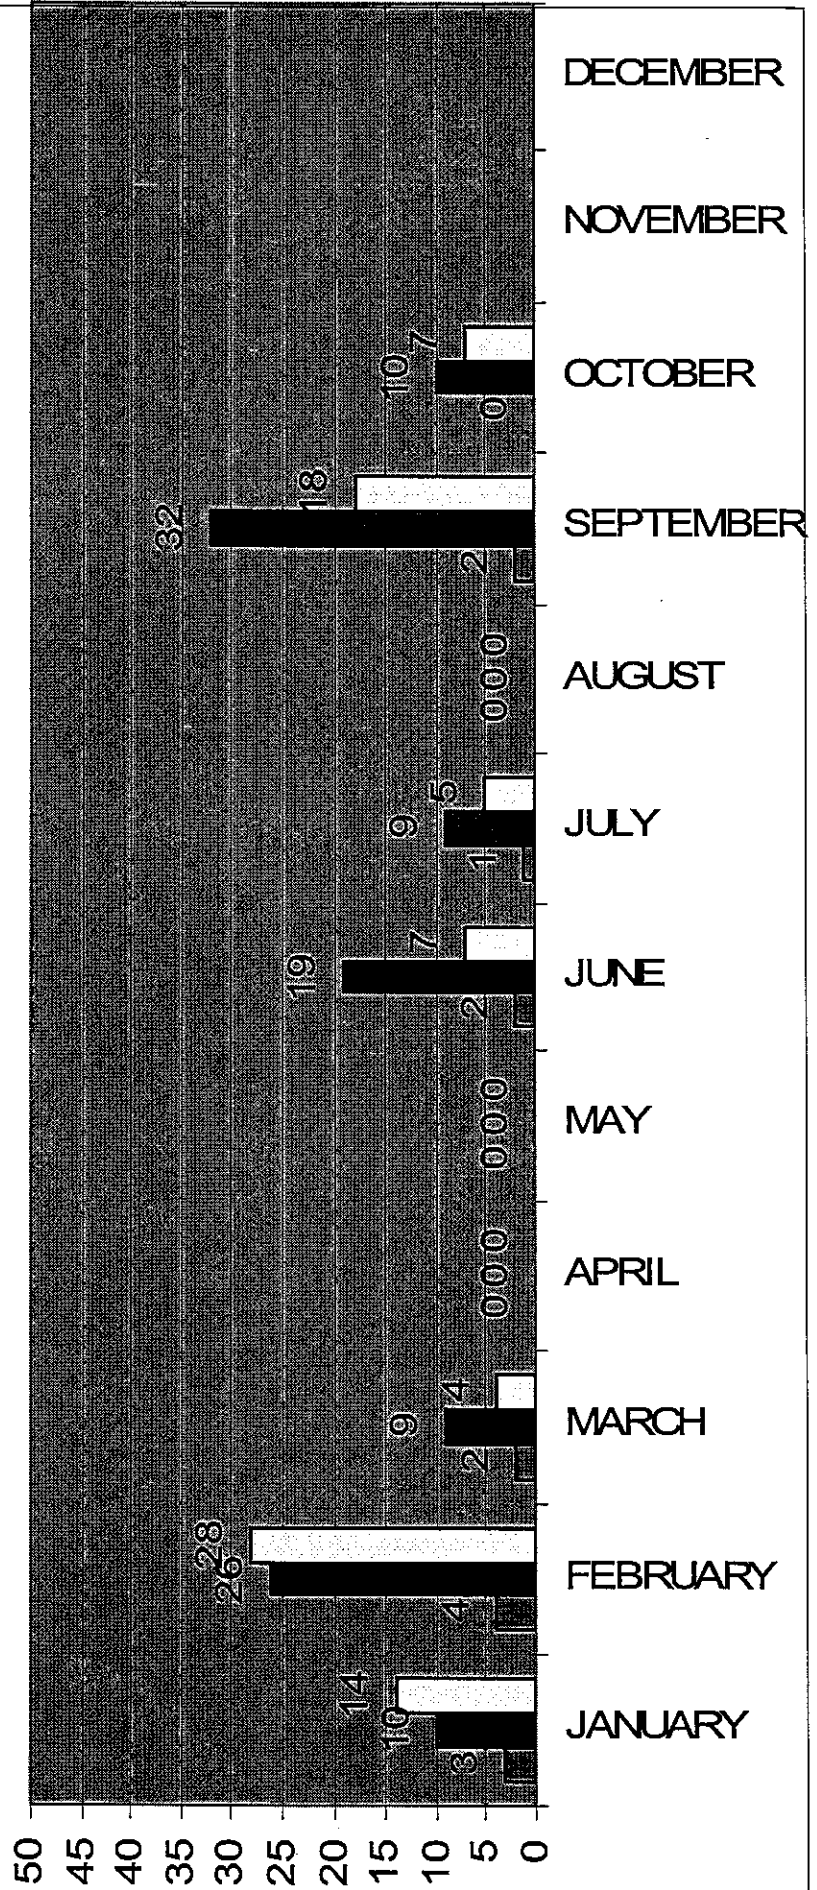 50
45
40
35
30
25
20
15
10
5
0
3 10 14
4 26 28
2 9 4
0 0 0
0 0 0
2 19 7
1 9 5
0 0 0
2 32 18
0 10 7
JANUARY
FEBRUARY
MARCH
APRIL
MAY
JUNE
JULY
AUGUST
SEPTEMBER
OCTOBER
NOVEMBER
DECEMBER